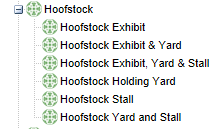 Hoofstock
Hoofstock Exhibit
Hoofstock Exhibit & Yard
Hoofstock Exhibit, Yard & Stall
Hoofstock Holding Yard
Hoofstock Stall
Hoofstock Yard and Stall